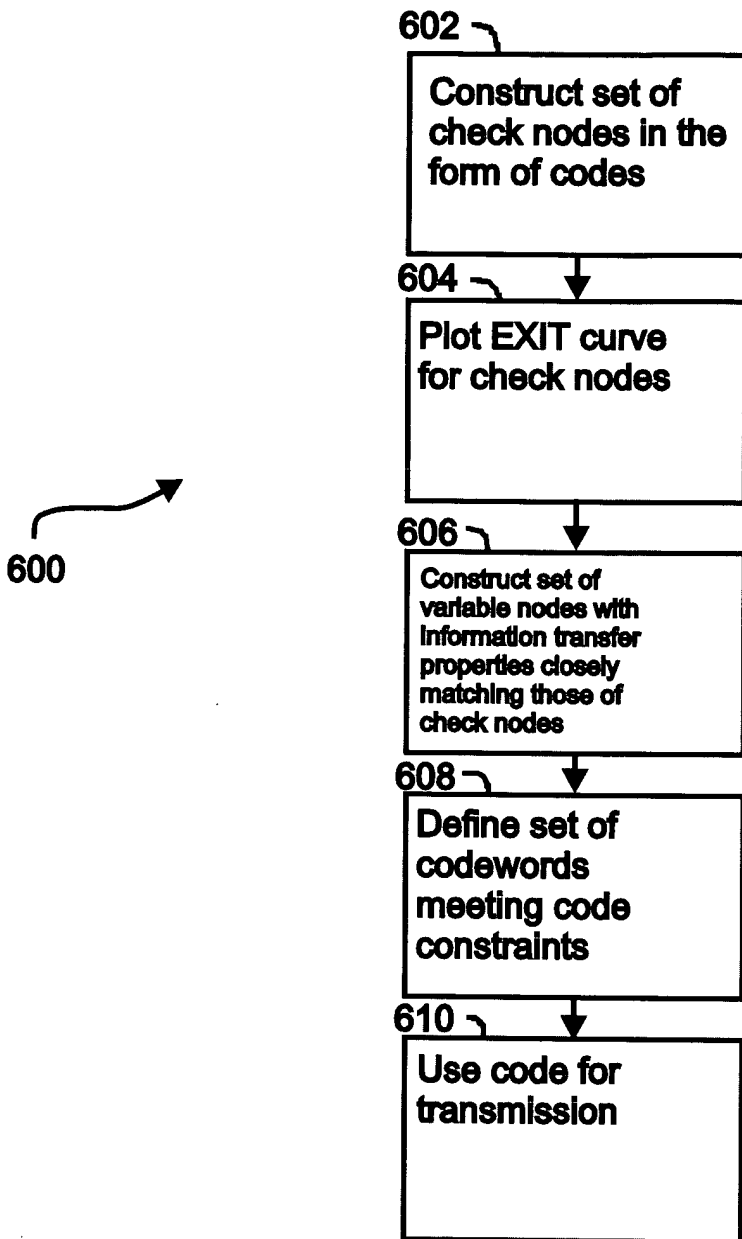 602
Construct set of
check nodes in the
form of codes
604
Plot EXIT curve
for check nodes
600
606
Construct set of
variable nodes with
information transfer
properties closely
matching those of
check nodes
608
Define set of
codewords
meeting code
constraints
610
Use code for
transmission